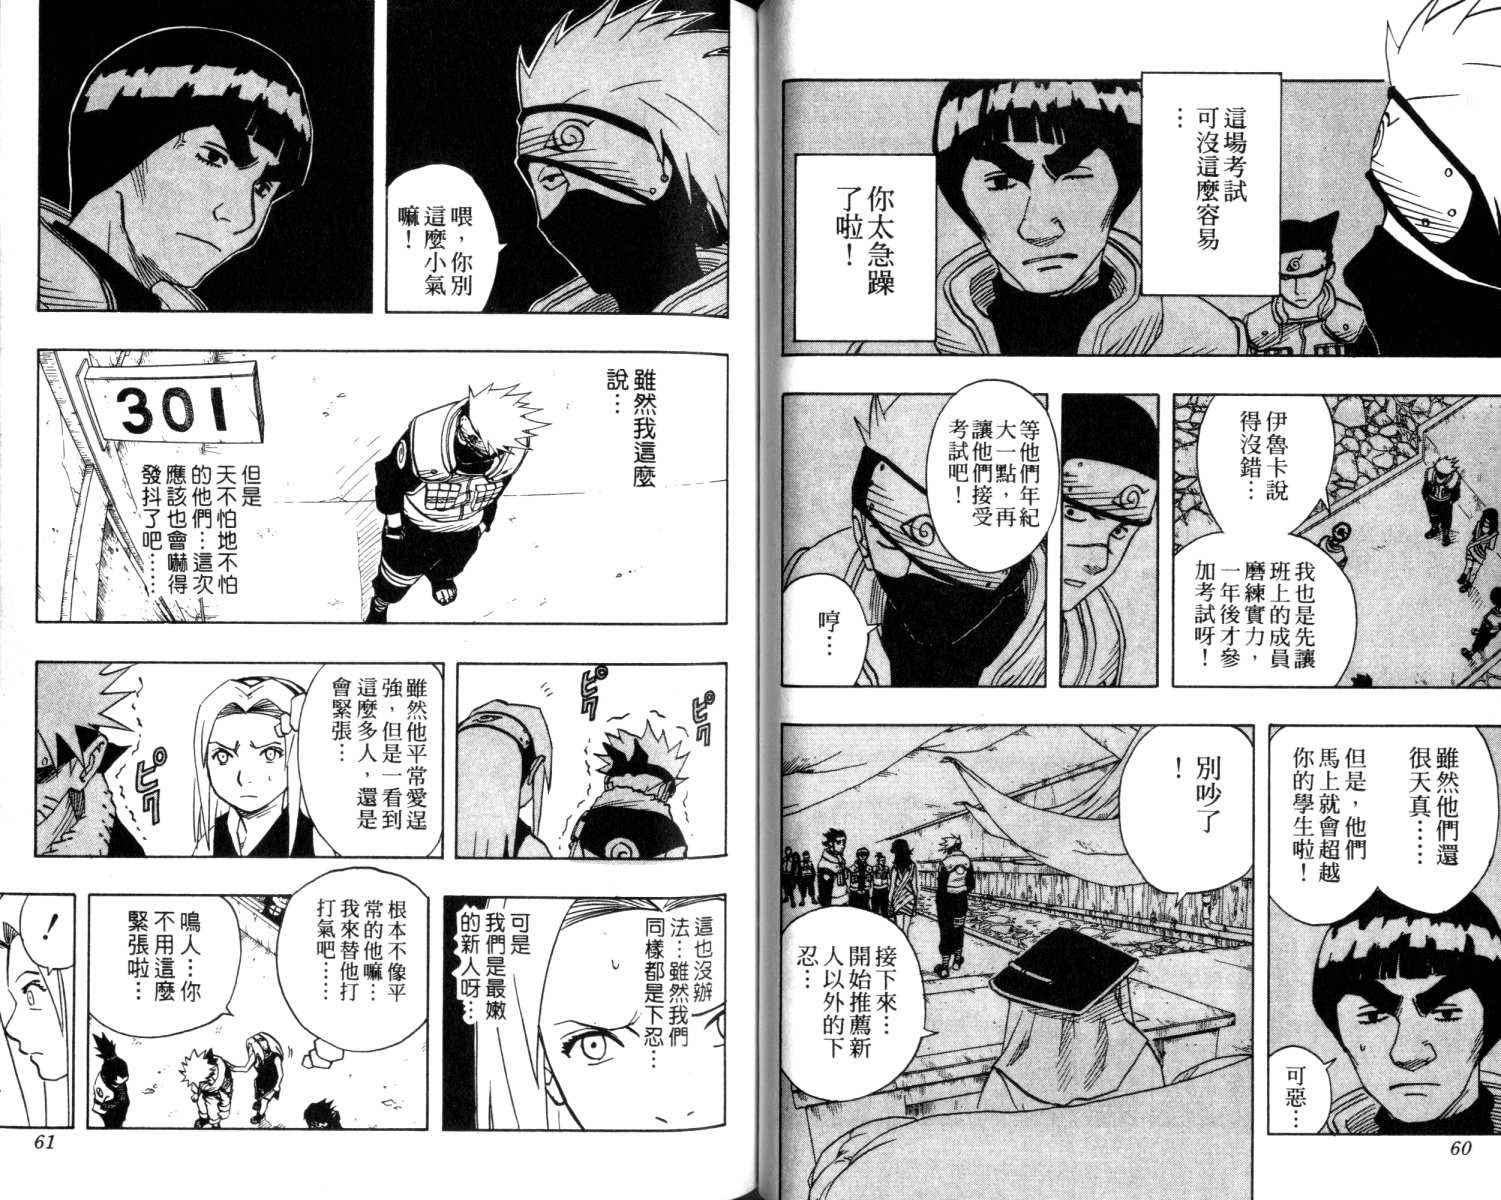 這場考試
可沒這麼容易
…
你太急躁
了啦！
伊魯卡說
得沒錯…
我也是先讓
班上的成員
磨練實力，
一年後才參
加考試呀！
等他們年紀
大一點，再
讓他們接受
考試吧！
哼…
雖然他們還
很天真……
但是，他們
馬上就會超越
你的學生啦！
可惡…
別吵了
！
接下來…
開始推薦新
人以外的下
忍…
60
喂，你別
這麼小氣
嘛！
雖然我這麼
說…
301
但是
天不怕地不怕
的他們…這次
應該也會嚇得
發抖了吧……
ピク
ピク
雖然他平常愛逞
強，但是一看到
這麼多人，還是
會緊張…
ピク
這也沒辦
法…雖然我們
同樣都是下忍…
可是
我們是最嫩
的新人呀…
根本不像平
常的他嘛…
我來替他打
打氣吧……
鳴人…你
不用這麼
緊張啦…
！
61